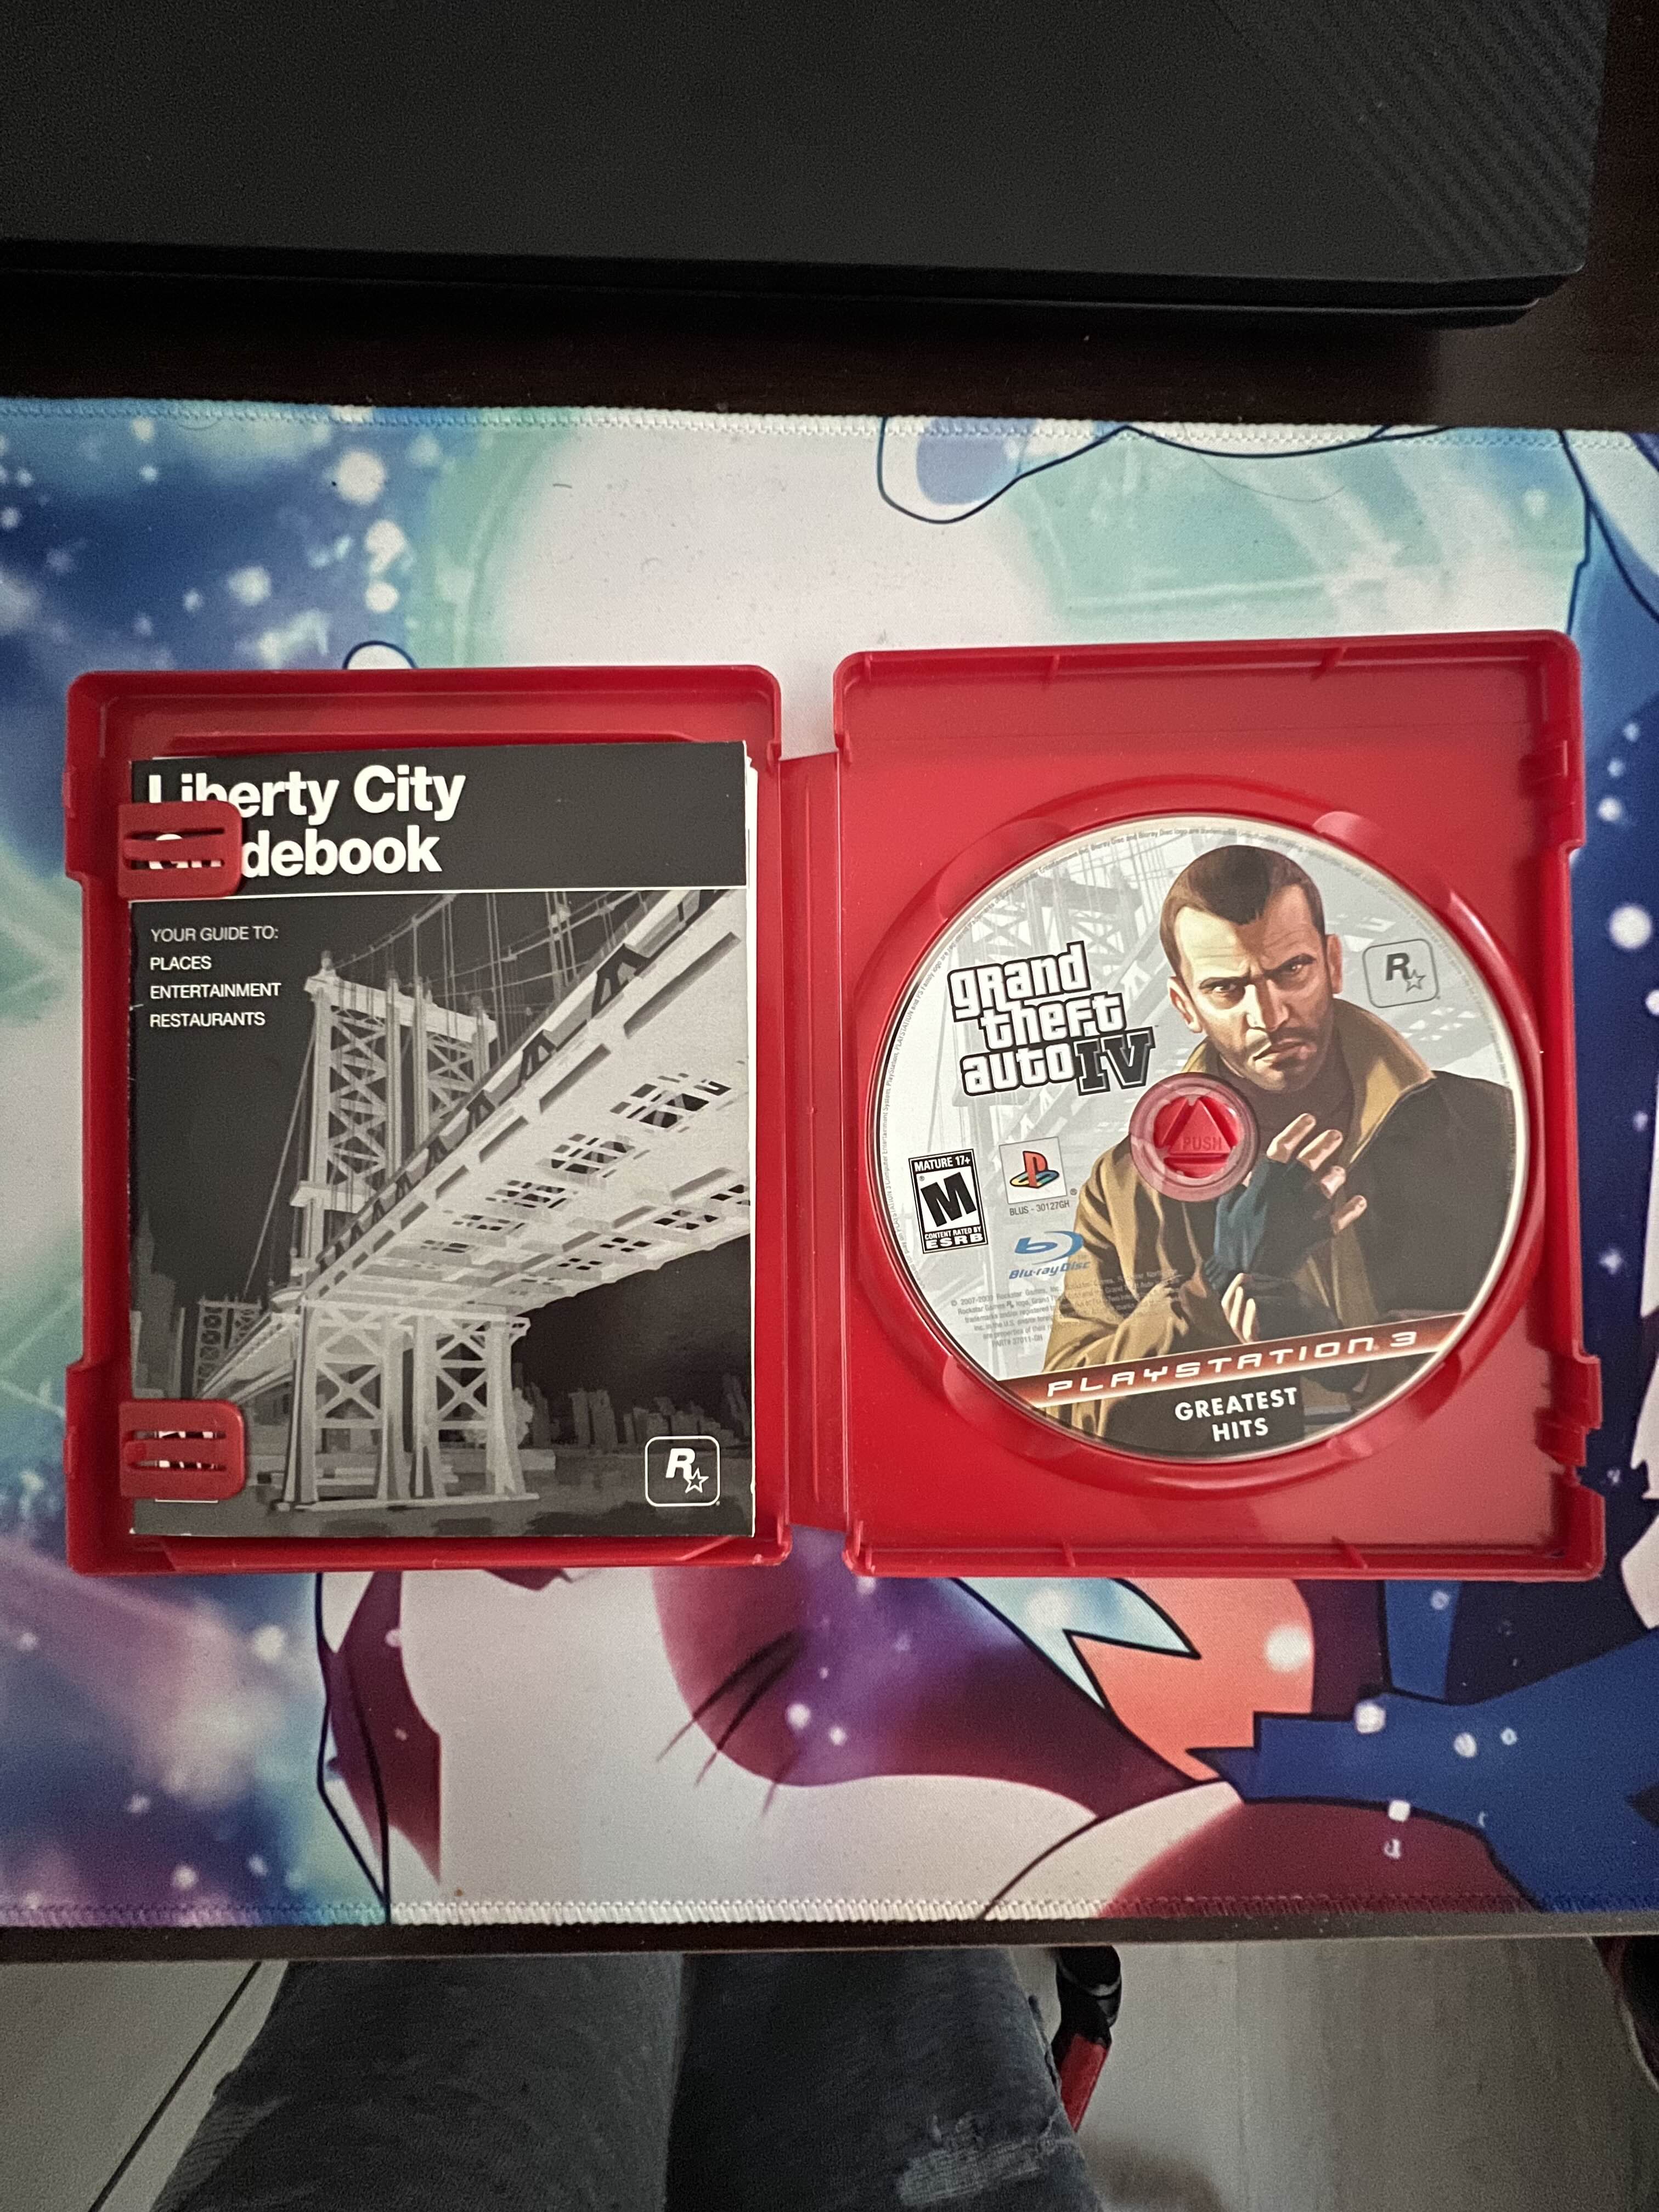 Liberty City
YOUR GUIDE TO:
PLACES
ENTERTAINMENT
RESTAURANTS
R
grand
theft
auto IV
R
PUSH
MATURE 17+
M
CONTENT RATED BY
ESRB
BLUS - 30127GH
Blu-ray Disc
PLAYSTATION 3
GREATEST
HITS